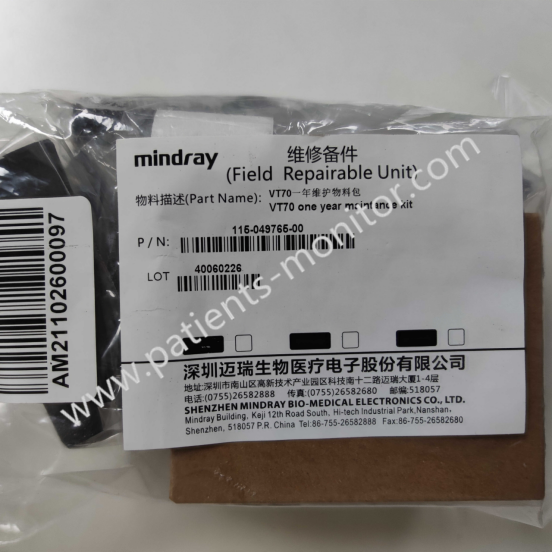 mindray
维修备件
(Field Repairable Unit)
物料描述(Part Name): VT70一年维护物料包
VT70 one year maintance kit
P / N: 115-049765-00
LOT 40060226
深圳迈瑞生物医疗电子股份有限公司
地址:深圳市南山区高新技术产业园区科技南十二路迈瑞大厦1-4层
电话:(0755)26582888 传真:(0755)26582680 邮编:518057
SHENZHEN MINDRAY BIO-MEDICAL ELECTRONICS CO., LTD.
Mindray Building, Keji 12th Road South, Hi-tech Industrial Park,Nanshan,
Shenzhen, 518057 P.R. China Tel:86-755-26582888 Fax:86-755-26582680
AM21102600097
www.patients-monitor.com